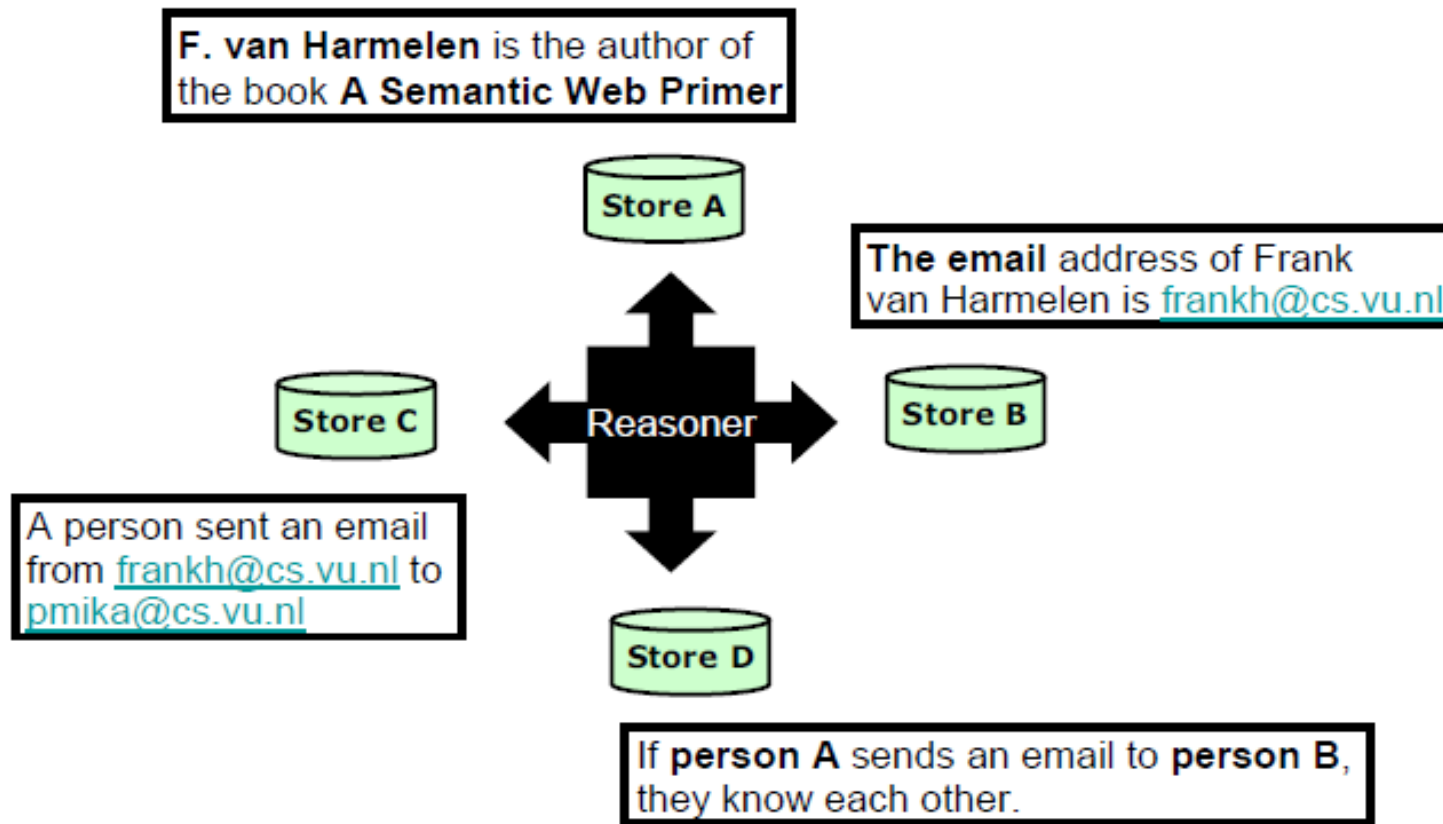 F. van Harmelen is the author of
the book A Semantic Web Primer
Store A
The email address of Frank
van Harmelen is frankh@cs.vu.nl
Store C
Reasoner
Store B
A person sent an email
from frankh@cs.vu.nl to
pmika@cs.vu.nl
Store D
If person A sends an email to person B,
they know each other.